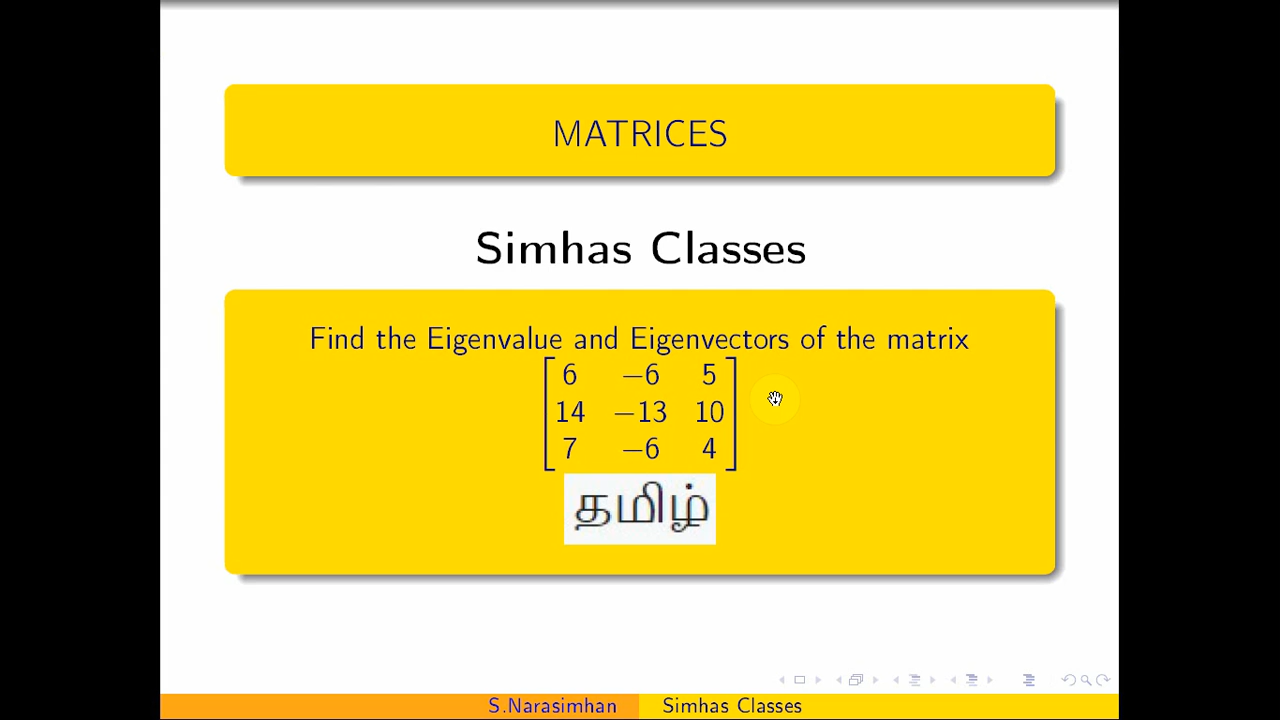 MATRICES
Simhas Classes
Find the Eigenvalue and Eigenvectors of the matrix
6 −6 5
14 −13 10
7 −6 4
தமிழ்
S.Narasimhan Simhas Classes